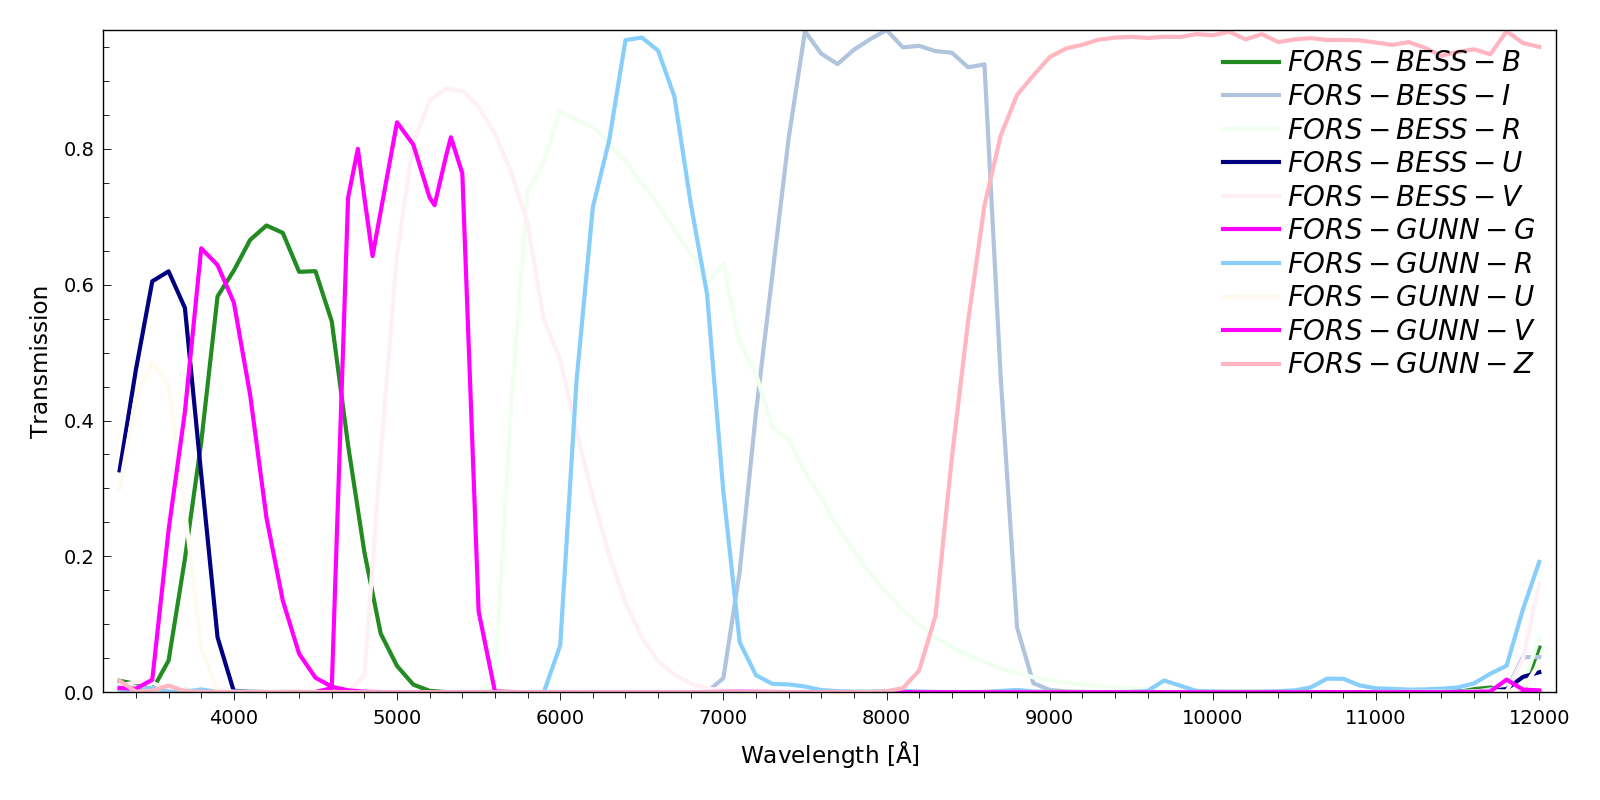 FORS − BESS − B
FORS − BESS − I
FORS − BESS − R
FORS − BESS − U
FORS − BESS − V
FORS − GUNN − G
FORS − GUNN − R
FORS − GUNN − U
FORS − GUNN − V
FORS − GUNN − Z
Transmission
0.8
0.6
0.4
0.2
0.0
4000 5000 6000 7000 8000 9000 10000 11000 12000
Wavelength [Å]